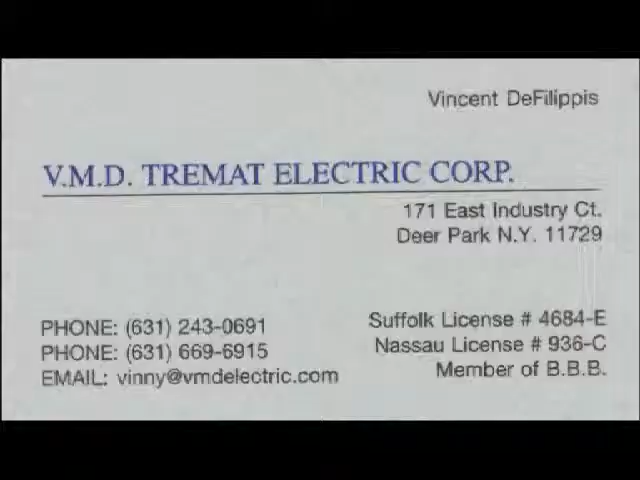 Vincent DeFilippis
V.M.D. TREMAT ELECTRIC CORP.
171 East Industry Ct.
Deer Park N.Y. 11729
PHONE: (631) 243-0691
PHONE: (631) 669-6915
EMAIL: vinny@vmdelectric.com
Suffolk License # 4684-E
Nassau License # 936-C
Member of B.B.B.